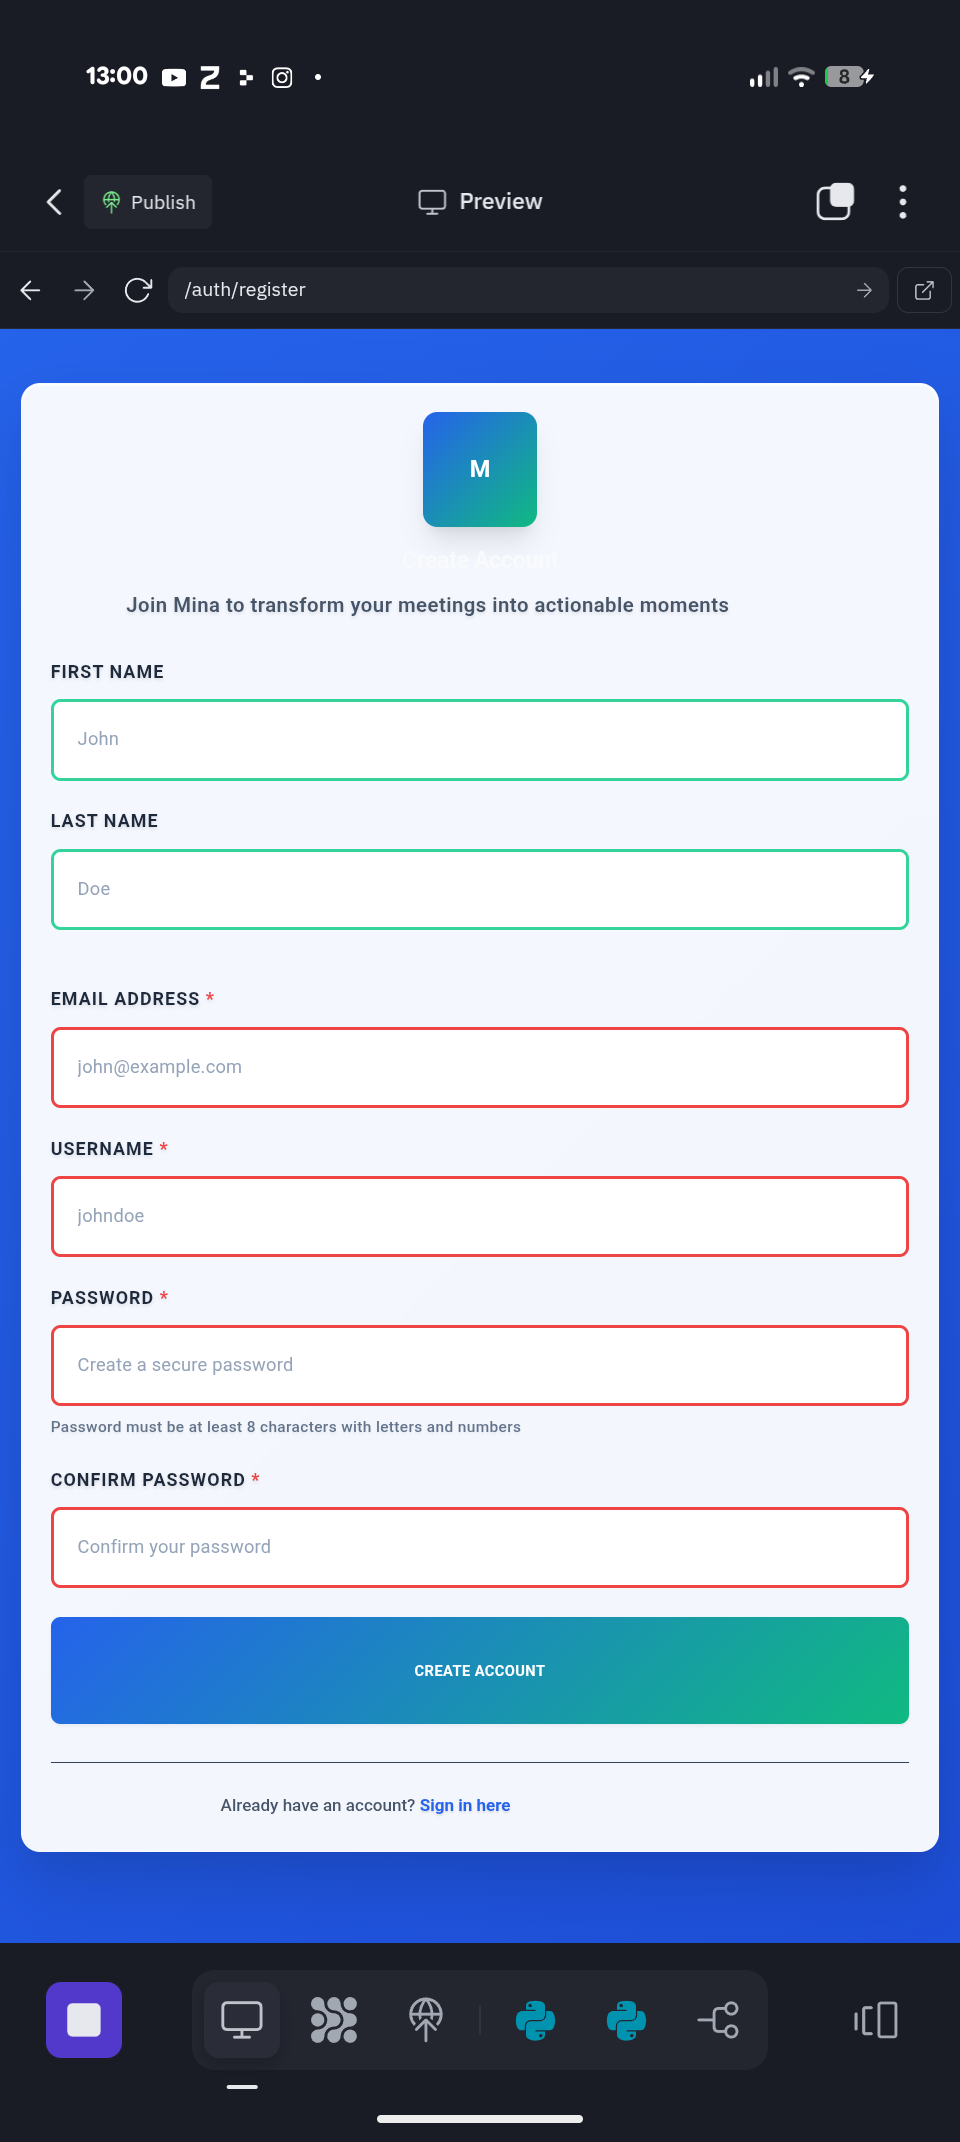 13:00
8
Publish
Preview
/auth/register
M
Create Account
Join Mina to transform your meetings into actionable moments
FIRST NAME
John
LAST NAME
Doe
EMAIL ADDRESS *
john@example.com
USERNAME *
johndoe
PASSWORD *
Create a secure password
Password must be at least 8 characters with letters and numbers
CONFIRM PASSWORD *
Confirm your password
CREATE ACCOUNT
Already have an account? Sign in here